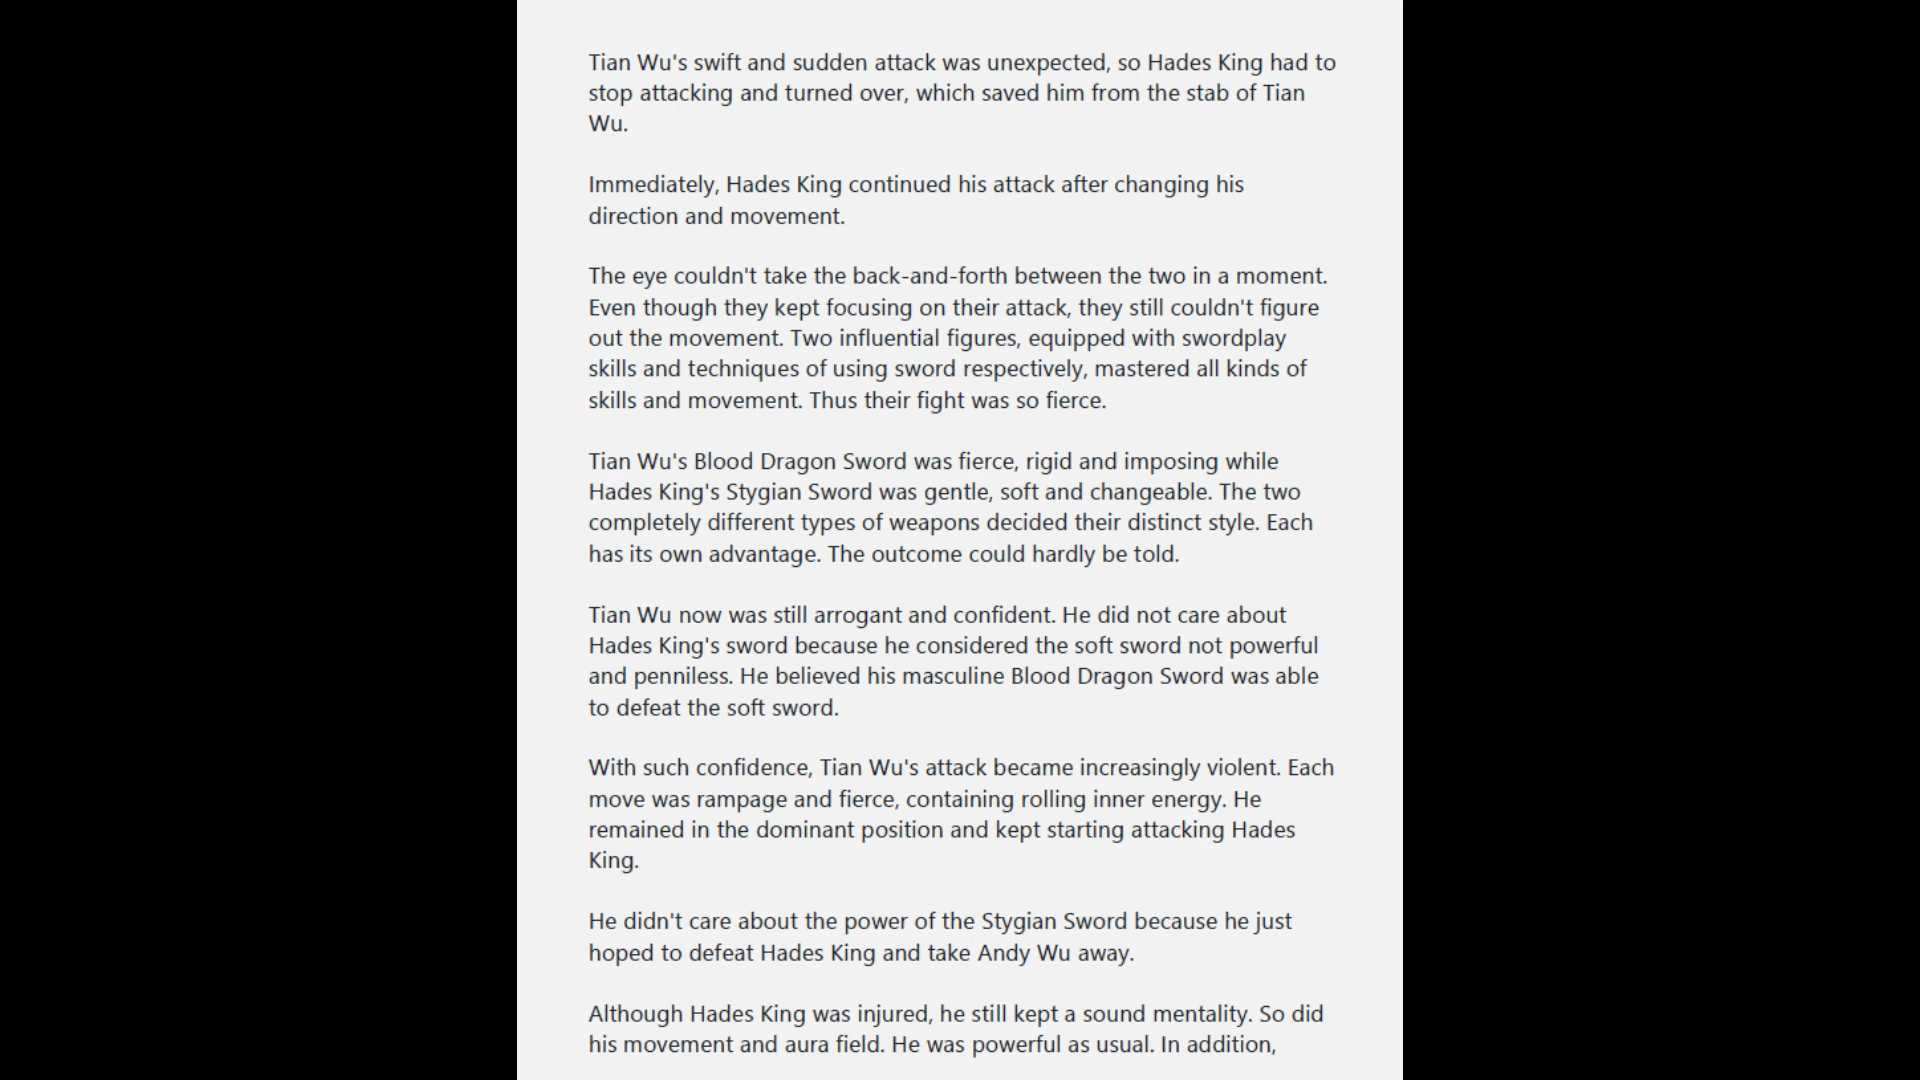 Tian Wu's swift and sudden attack was unexpected, so Hades King had to
stop attacking and turned over, which saved him from the stab of Tian
Wu.
Immediately, Hades King continued his attack after changing his
direction and movement.
The eye couldn't take the back-and-forth between the two in a moment.
Even though they kept focusing on their attack, they still couldn't figure
out the movement. Two influential figures, equipped with swordplay
skills and techniques of using sword respectively, mastered all kinds of
skills and movement. Thus their fight was so fierce.
Tian Wu's Blood Dragon Sword was fierce, rigid and imposing while
Hades King's Stygian Sword was gentle, soft and changeable. The two
completely different types of weapons decided their distinct style. Each
has its own advantage. The outcome could hardly be told.
Tian Wu now was still arrogant and confident. He did not care about
Hades King's sword because he considered the soft sword not powerful
and penniless. He believed his masculine Blood Dragon Sword was able
to defeat the soft sword.
With such confidence, Tian Wu's attack became increasingly violent. Each
move was rampage and fierce, containing rolling inner energy. He
remained in the dominant position and kept starting attacking Hades
King.
He didn't care about the power of the Stygian Sword because he just
hoped to defeat Hades King and take Andy Wu away.
Although Hades King was injured, he still kept a sound mentality. So did
his movement and aura field. He was powerful as usual. In addition,